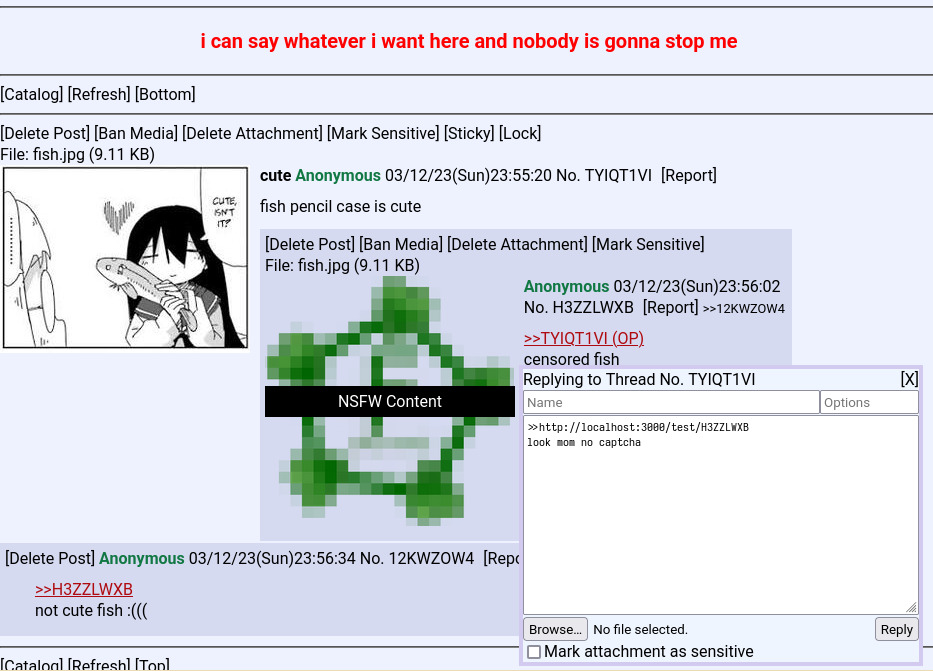 i can say whatever i want here and nobody is gonna stop me
[Catalog] [Refresh] [Bottom]
[Delete Post] [Ban Media] [Delete Attachment] [Mark Sensitive] [Sticky] [Lock]
File: fish.jpg (9.11 KB)
CUTE,
ISN'T
IT?
cute Anonymous 03/12/23(Sun)23:55:20 No. TYIQT1VI [Report]
fish pencil case is cute
[Delete Post] [Ban Media] [Delete Attachment] [Mark Sensitive]
File: fish.jpg (9.11 KB)
NSFW Content
Anonymous 03/12/23(Sun)23:56:02
No. H3ZZLWXB [Report] >>12KWZOW4
>>TYIQT1VI (OP)
censored fish
Replying to Thread No. TYIQT1VI [X]
Name Options
>>http://localhost:3000/test/H3ZZLWXB
look mom no captcha
Browse… No file selected. Reply
Mark attachment as sensitive
[Delete Post] Anonymous 03/12/23(Sun)23:56:34 No. 12KWZOW4 [Repo
>>H3ZZLWXB
not cute fish :(((
[Catalog] [Refresh] [Top]